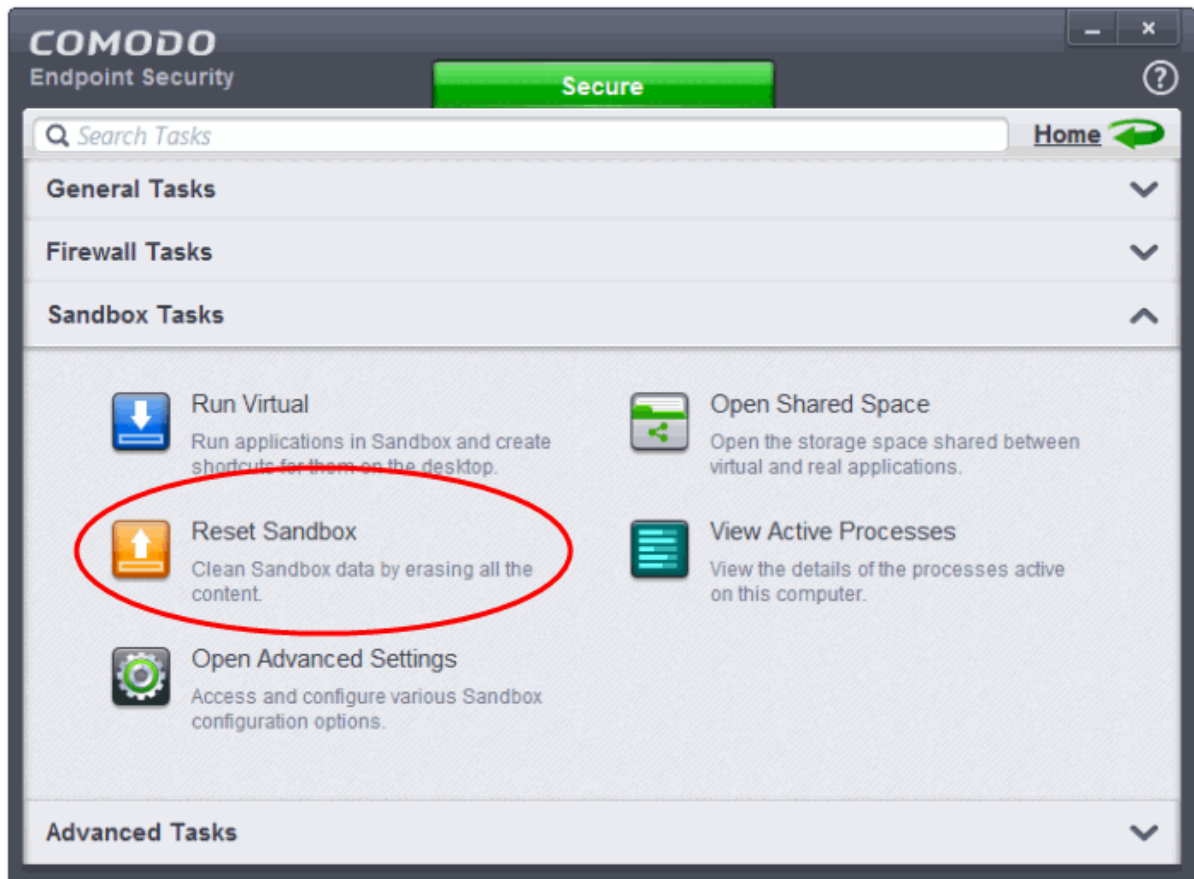 COMODO
Endpoint Security
Secure
?
Search Tasks
Home
General Tasks
Firewall Tasks
Sandbox Tasks
Run Virtual
Run applications in Sandbox and create
shortcuts for them on the desktop.
Open Shared Space
Open the storage space shared between
virtual and real applications.
Reset Sandbox
Clean Sandbox data by erasing all the
content.
View Active Processes
View the details of the processes active
on this computer.
Open Advanced Settings
Access and configure various Sandbox
configuration options.
Advanced Tasks